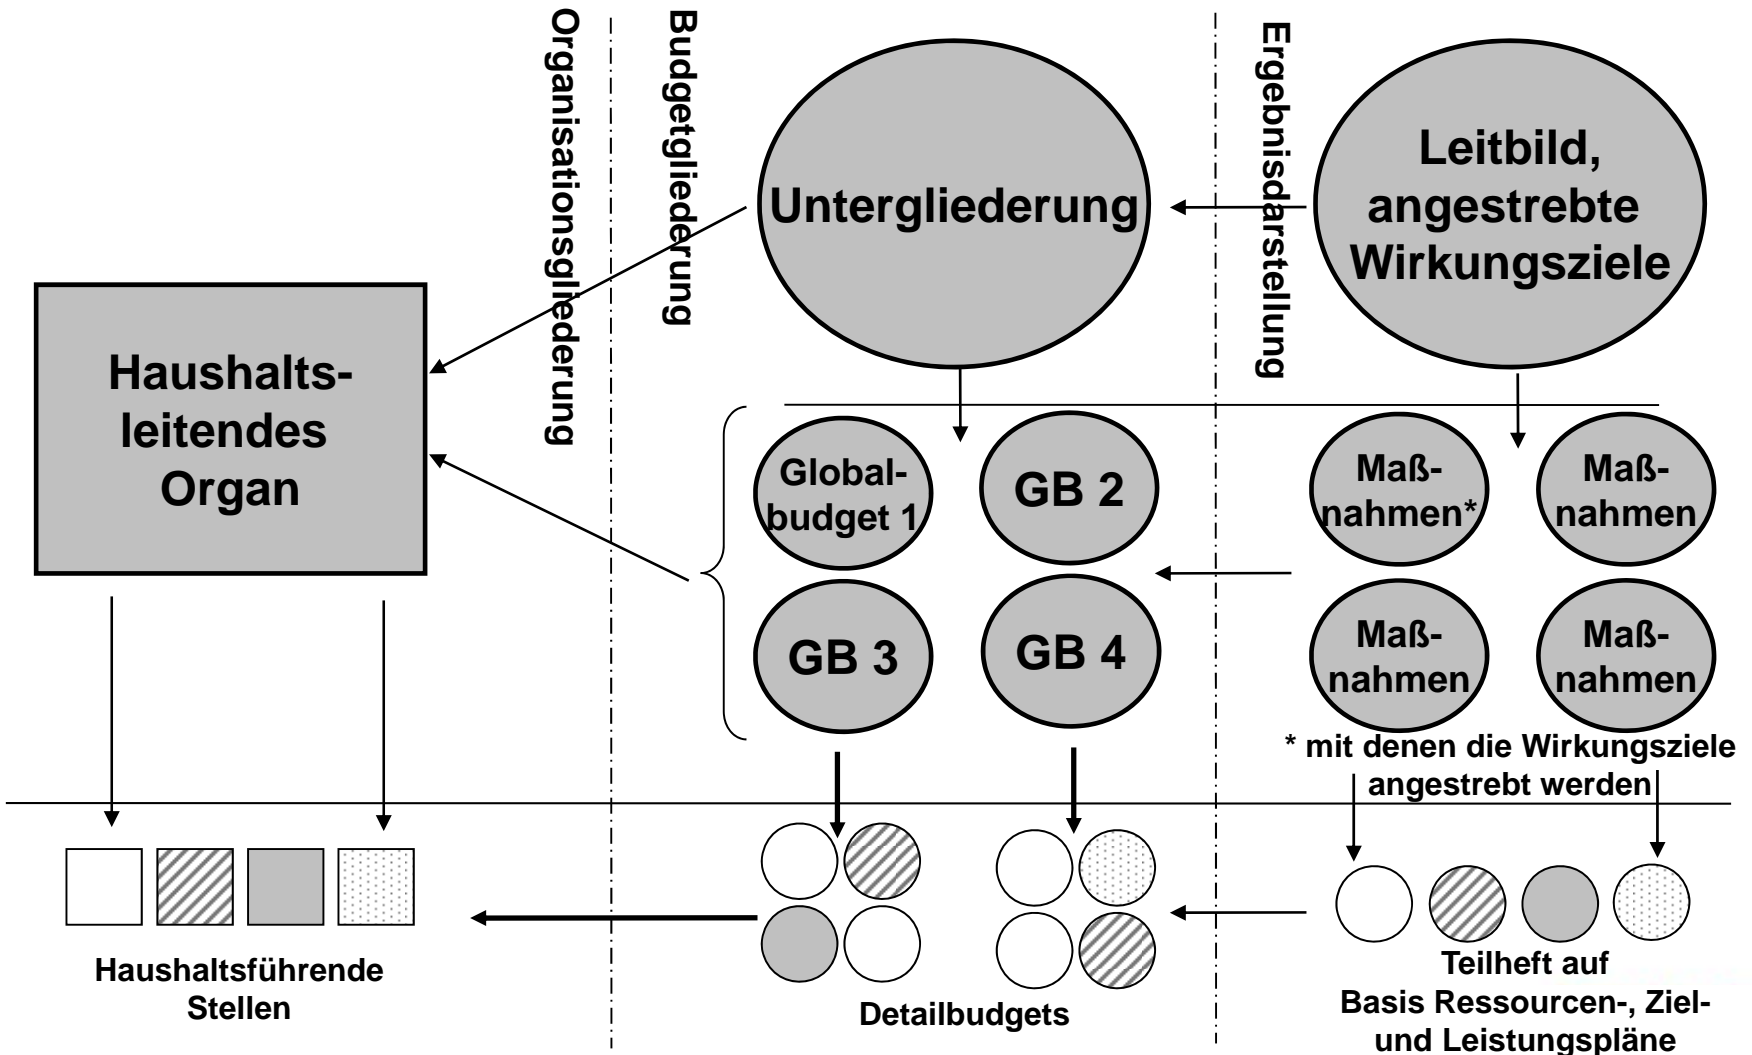 Organisationsgliederung
Budgetgliederung
Ergebnisdarstellung
Untergliederung
Leitbild,
angestrebte
Wirkungsziele
Haushalts-
leitendes
Organ
Global-
budget 1
GB 2
GB 3
GB 4
Maß-
nahmen*
Maß-
nahmen
Maß-
nahmen
Maß-
nahmen
* mit denen die Wirkungsziele
angestrebt werden
Haushaltsführende
Stellen
Detailbudgets
Teilheft auf
Basis Ressourcen-, Ziel-
und Leistungspläne